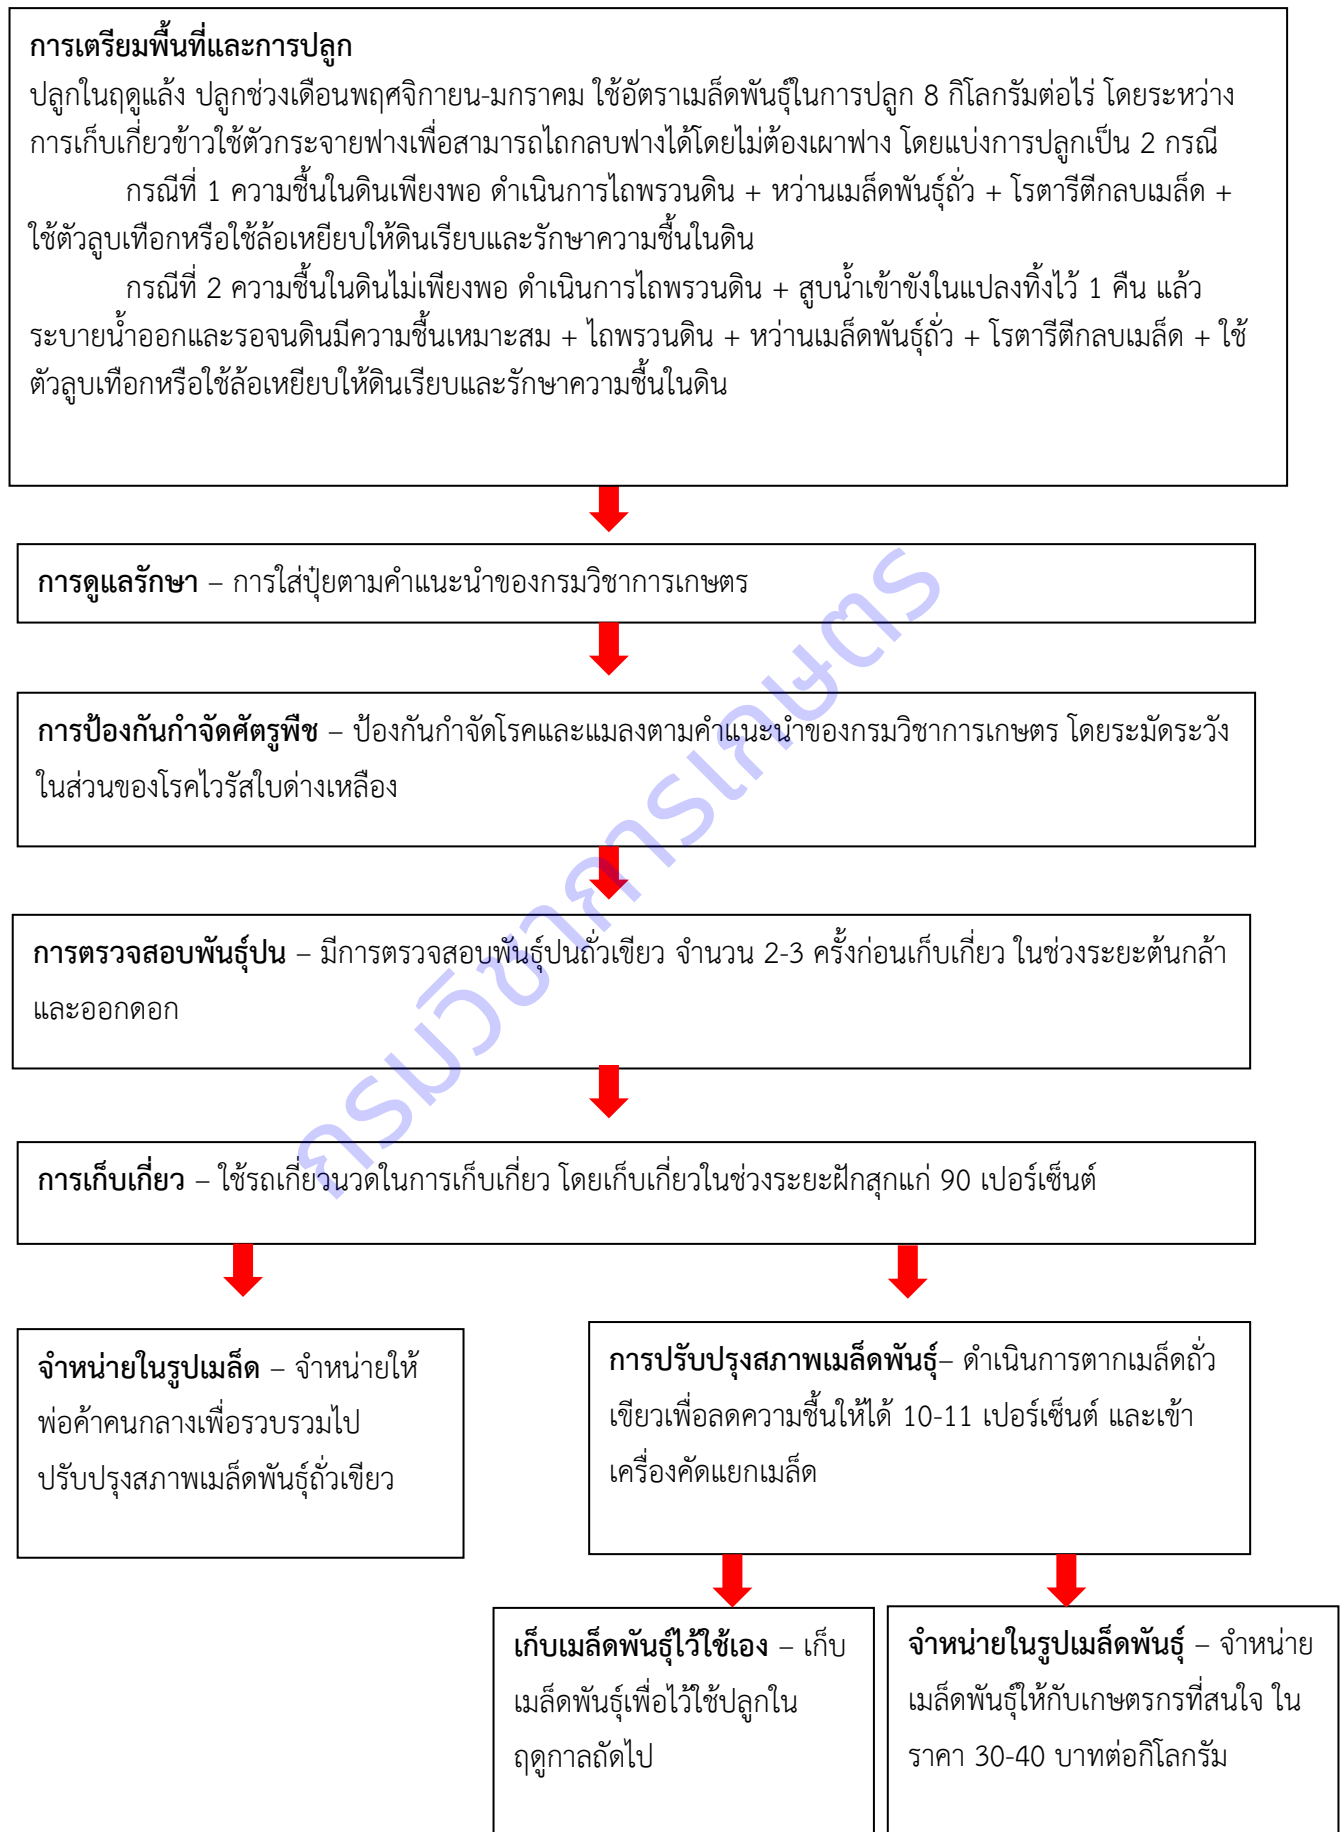 การเตรียมพื้นที่และการปลูก
ปลูกในฤดูแล้ง ปลูกช่วงเดือนพฤศจิกายน-มกราคม ใช้อัตราเมล็ดพันธุ์ในการปลูก 8 กิโลกรัมต่อไร่ โดยระหว่าง
การเก็บเกี่ยวข้าวใช้ตัวกระจายฟางเพื่อสามารถไถกลบฟางได้โดยไม่ต้องเผาฟาง โดยแบ่งการปลูกเป็น 2 กรณี
กรณีที่ 1 ความชื้นในดินเพียงพอ ดำเนินการไถพรวนดิน + หว่านเมล็ดพันธุ์ถั่ว + โรตารีตีกลบเมล็ด +
ใช้ตัวลูบเทือกหรือใช้ล้อเหยียบให้ดินเรียบและรักษาความชื้นในดิน
กรณีที่ 2 ความชื้นในดินไม่เพียงพอ ดำเนินการไถพรวนดิน + สูบน้ำเข้าขังในแปลงทิ้งไว้ 1 คืน แล้ว
ระบายน้ำออกและรอจนดินมีความชื้นเหมาะสม + ไถพรวนดิน + หว่านเมล็ดพันธุ์ถั่ว + โรตารีตีกลบเมล็ด + ใช้
ตัวลูบเทือกหรือใช้ล้อเหยียบให้ดินเรียบและรักษาความชื้นในดิน
การดูแลรักษา – การใส่ปุ๋ยตามคำแนะนำของกรมวิชาการเกษตร
การป้องกันกำจัดศัตรูพืช – ป้องกันกำจัดโรคและแมลงตามคำแนะนำของกรมวิชาการเกษตร โดยระมัดระวัง
ในส่วนของโรคไวรัสใบด่างเหลือง
การตรวจสอบพันธุ์ปน – มีการตรวจสอบพันธุ์ปนถั่วเขียว จำนวน 2-3 ครั้งก่อนเก็บเกี่ยว ในช่วงระยะต้นกล้า
และออกดอก
การเก็บเกี่ยว – ใช้รถเกี่ยวนวดในการเก็บเกี่ยว โดยเก็บเกี่ยวในช่วงระยะฝักสุกแก่ 90 เปอร์เซ็นต์
จำหน่ายในรูปเมล็ด – จำหน่ายให้
พ่อค้าคนกลางเพื่อรวบรวมไป
ปรับปรุงสภาพเมล็ดพันธุ์ถั่วเขียว
การปรับปรุงสภาพเมล็ดพันธุ์– ดำเนินการตากเมล็ดถั่ว
เขียวเพื่อลดความชื้นให้ได้ 10-11 เปอร์เซ็นต์ และเข้า
เครื่องคัดแยกเมล็ด
เก็บเมล็ดพันธุ์ไว้ใช้เอง – เก็บ
เมล็ดพันธุ์เพื่อไว้ใช้ปลูกใน
ฤดูกาลถัดไป
จำหน่ายในรูปเมล็ดพันธุ์ – จำหน่าย
เมล็ดพันธุ์ให้กับเกษตรกรที่สนใจ ใน
ราคา 30-40 บาทต่อกิโลกรัม
กรมวิชาการเกษตร